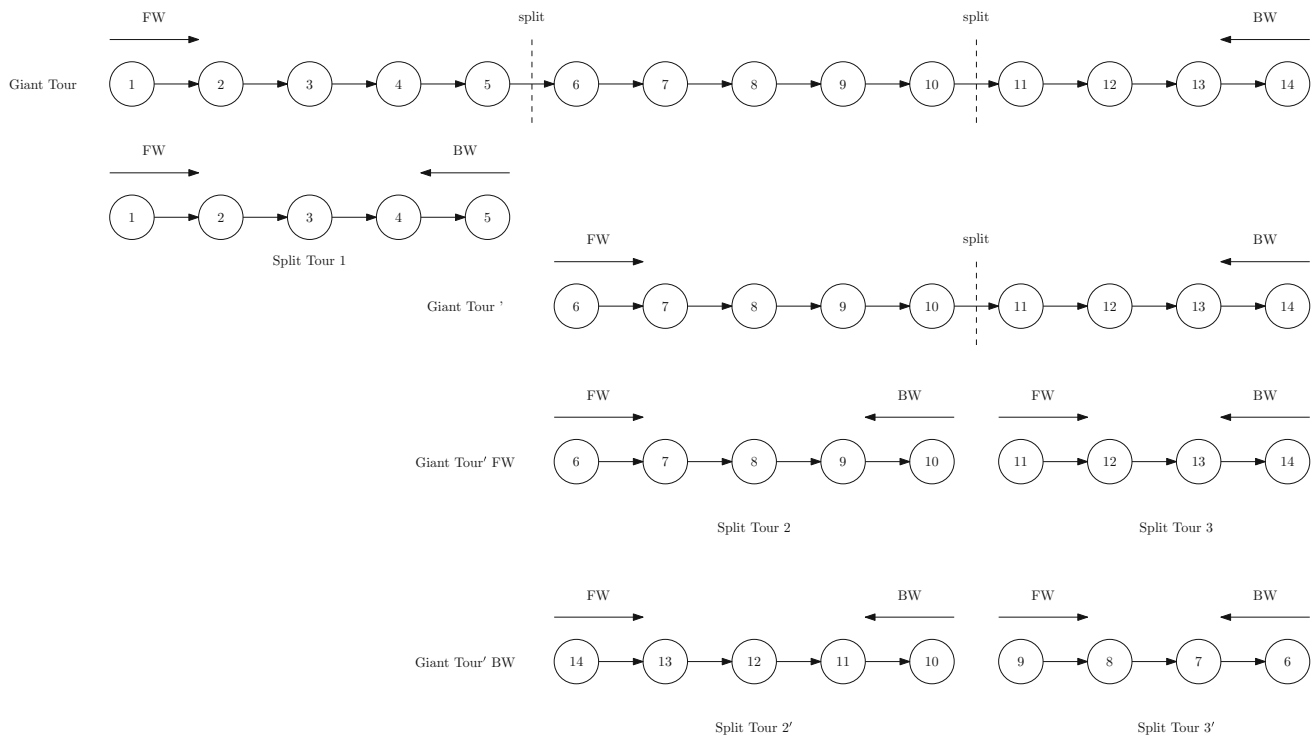 FW split split BW
Giant Tour 1 2 3 4 5 6 7 8 9 10 11 12 13 14
FW BW
1 2 3 4 5
Split Tour 1
FW split BW
Giant Tour ’ 6 7 8 9 10 11 12 13 14
FW BW FW BW
Giant Tour′ FW 6 7 8 9 10 11 12 13 14
Split Tour 2 Split Tour 3
FW BW FW BW
Giant Tour′ BW 14 13 12 11 10 9 8 7 6
Split Tour 2′ Split Tour 3′